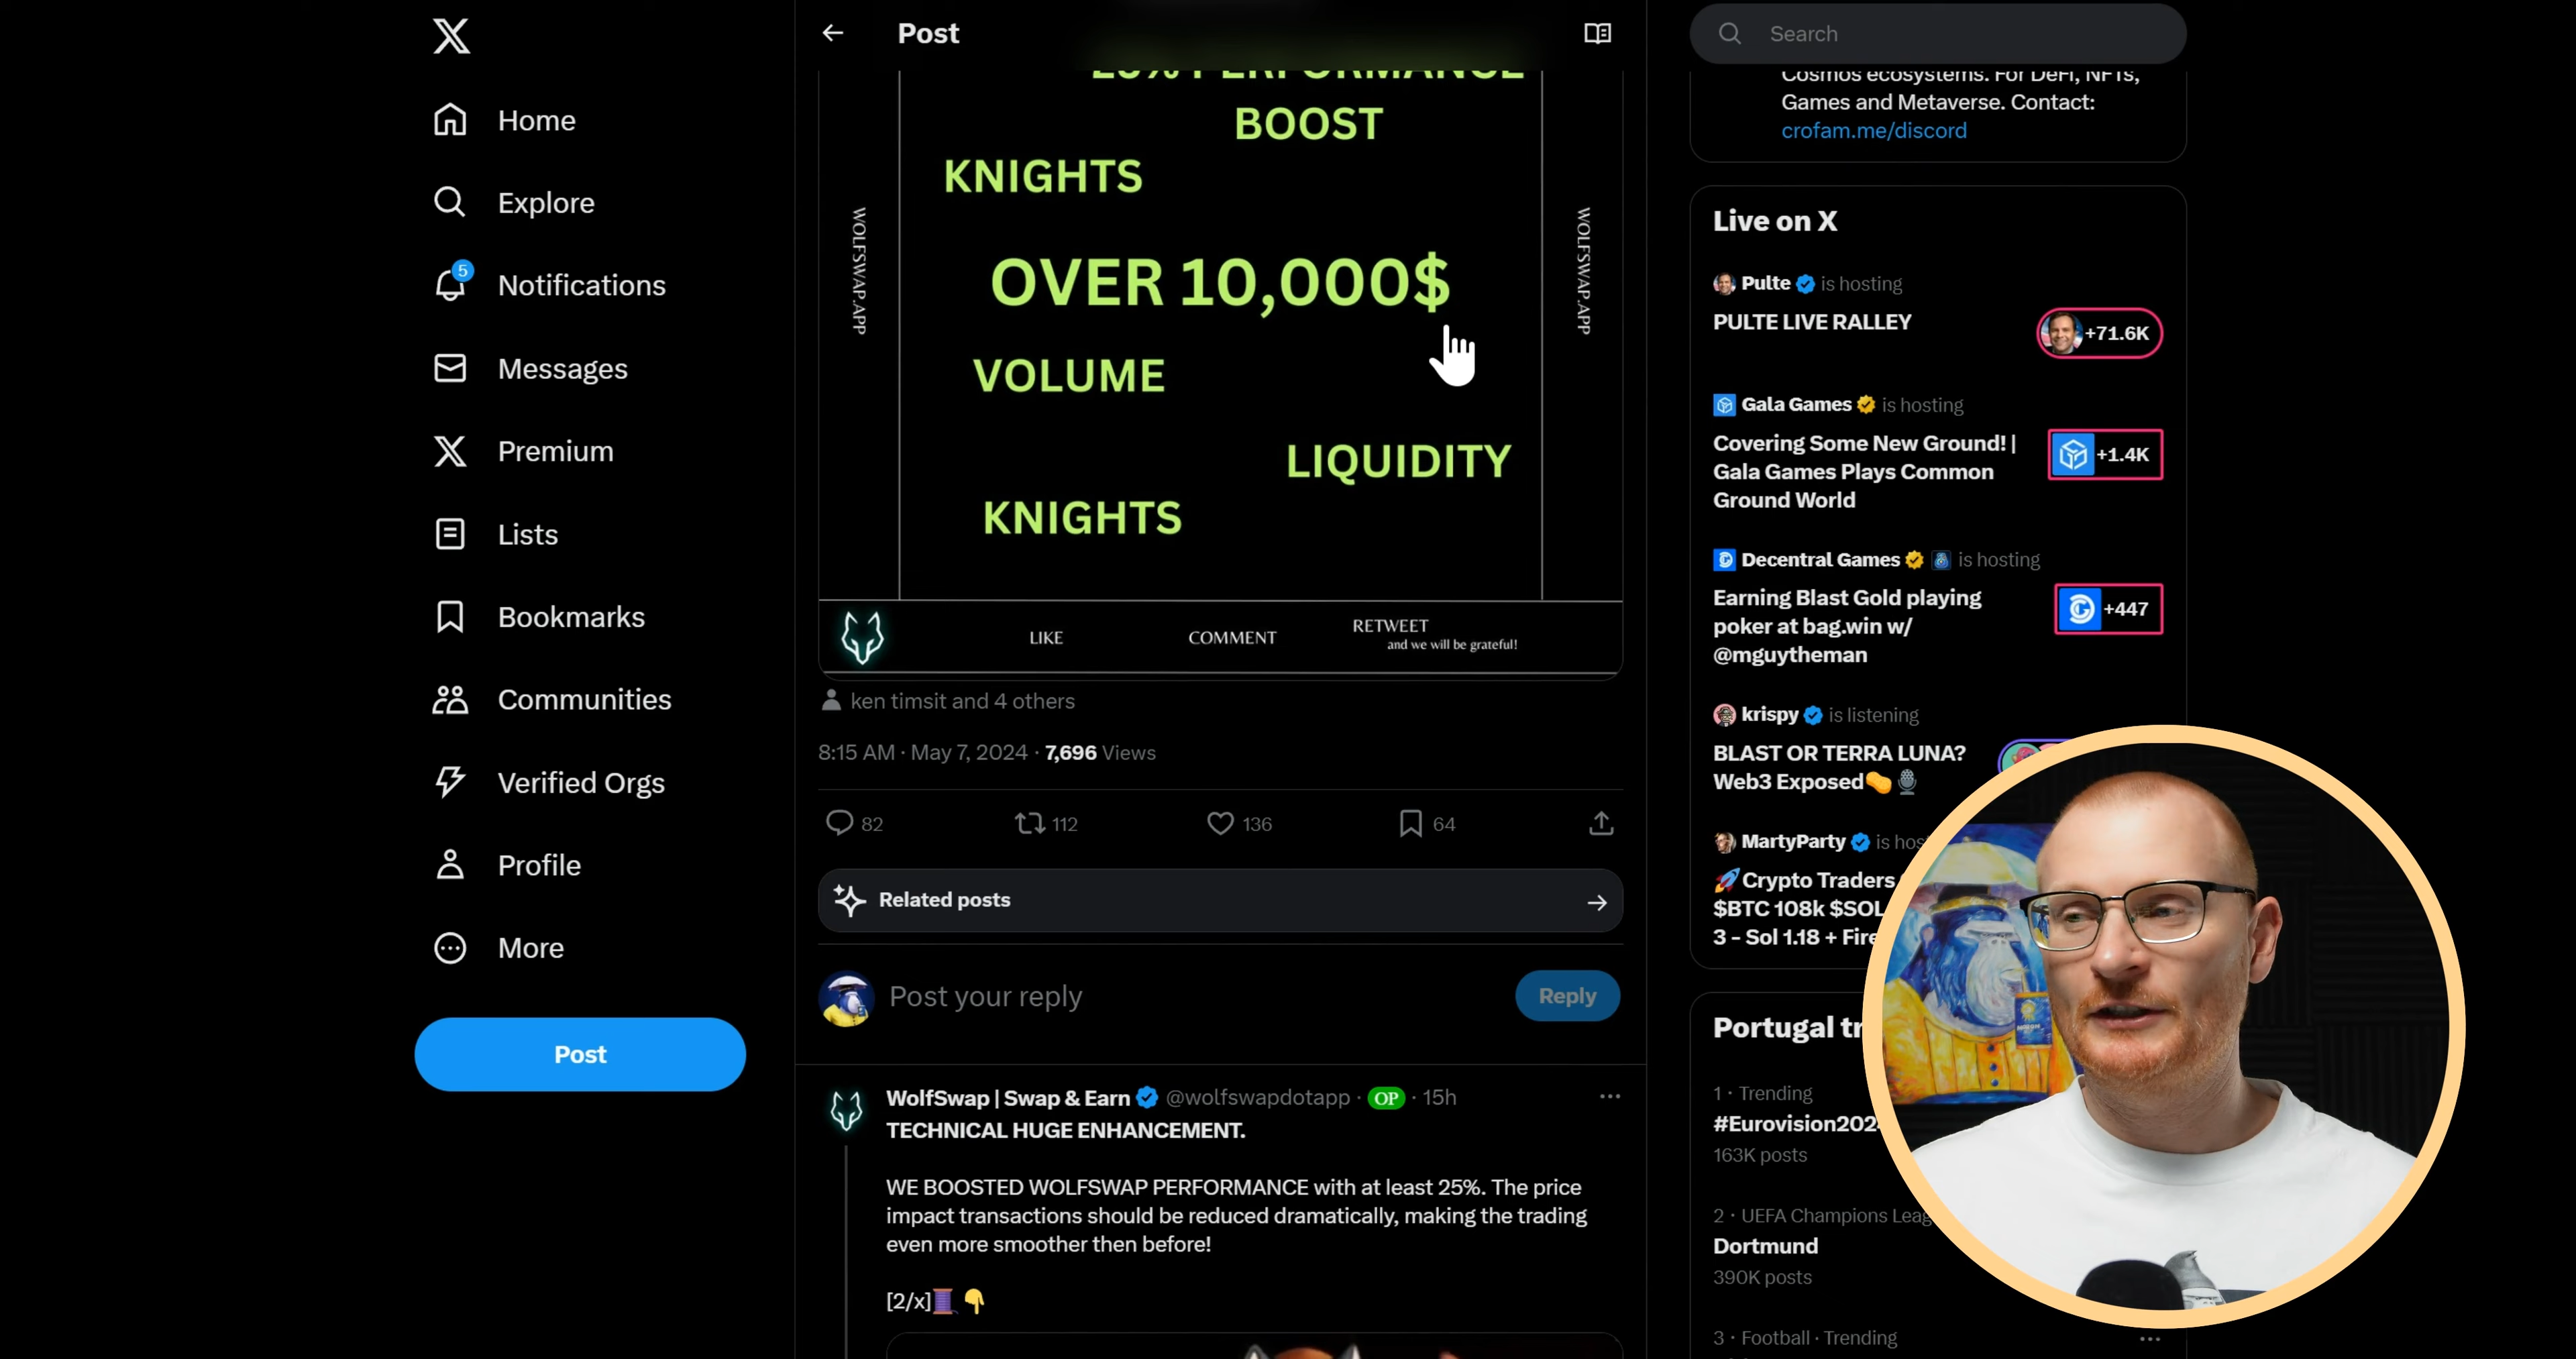 Home
Explore
5
Notifications
Messages
Premium
Lists
Bookmarks
Communities
Verified Orgs
Profile
More
Post
Post
PERFORMANCE
BOOST
KNIGHTS
OVER 10,000$
VOLUME
LIQUIDITY
KNIGHTS
WOLFSWAP.APP
WOLFSWAP.APP
LIKE
COMMENT
RETWEET
and we will be grateful!
ken timsit and 4 others
8:15 AM · May 7, 2024 · 7,696 Views
82
112
136
64
Related posts
Post your reply
Reply
WolfSwap | Swap & Earn @wolfswapdotapp · OP · 15h
TECHNICAL HUGE ENHANCEMENT.
WE BOOSTED WOLFSWAP PERFORMANCE with at least 25%. The price
impact transactions should be reduced dramatically, making the trading
even more smoother then before!
[2/x]
Search
Cosmos ecosystems. For DeFi, NFTs,
Games and Metaverse. Contact:
crofam.me/discord
Live on X
Pulte is hosting
PULTE LIVE RALLEY
+71.6K
Gala Games is hosting
Covering Some New Ground! |
Gala Games Plays Common
Ground World
+1.4K
Decentral Games is hosting
Earning Blast Gold playing
poker at bag.win w/
@mguytheman
+447
krispy is listening
BLAST OR TERRA LUNA?
Web3 Exposed
MartyParty is
Crypto Traders
$BTC 108k $SOL
3 - Sol 1.18 + Fire
Portugal
1 · Trending
#Eurovision202
163K posts
2 · UEFA Champions
Dortmund
390K posts
3 · Football · Trending